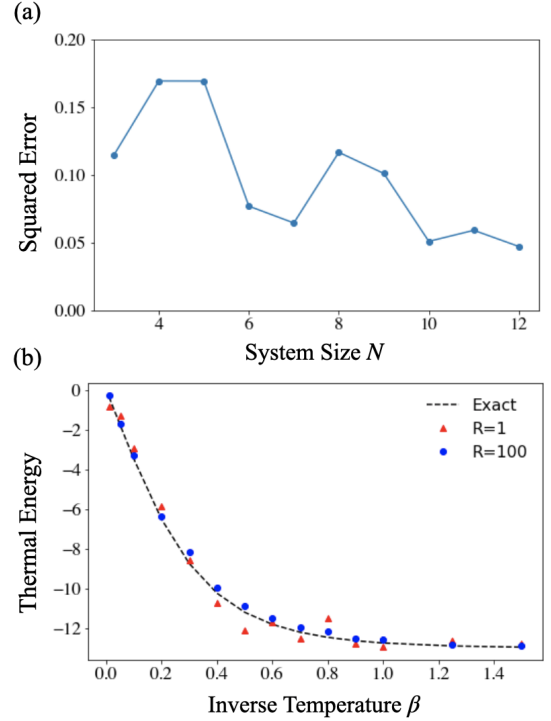 (a)
Squared Error
0.20
0.15
0.10
0.05
0.00
4 6 8 10 12
System Size N
(b)
Thermal Energy
0
−2
−4
−6
−8
−10
−12
Exact
R=1
R=100
0.0 0.2 0.4 0.6 0.8 1.0 1.2 1.4
Inverse Temperature β